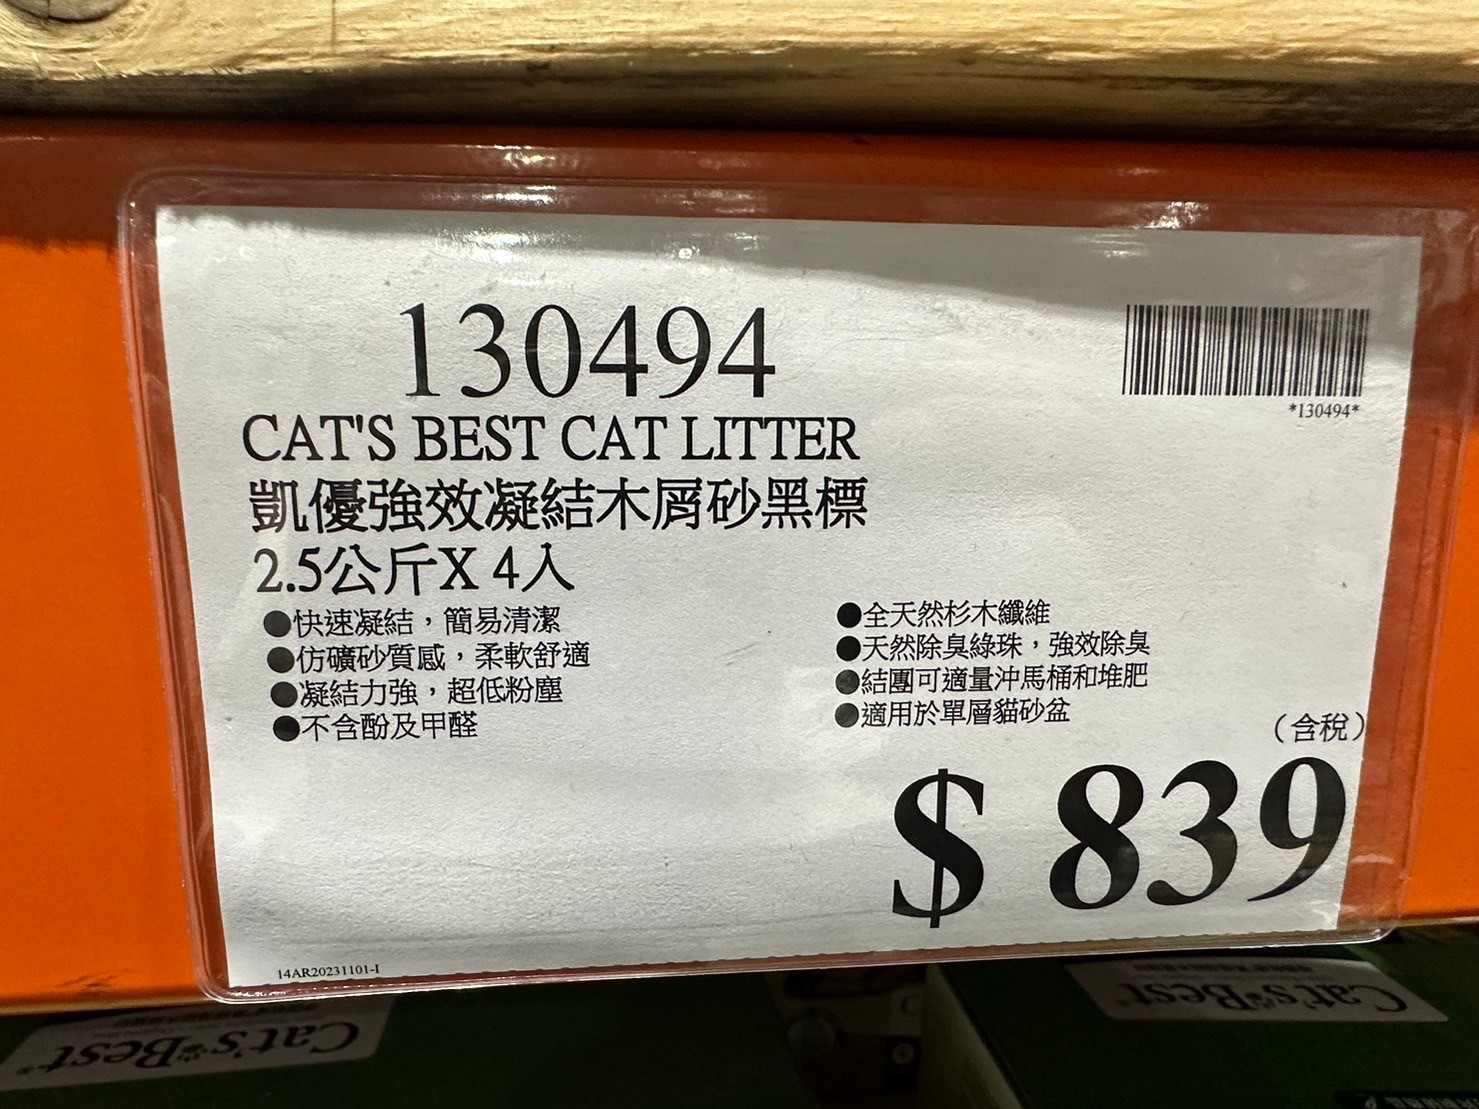 130494
*130494*
CAT'S BEST CAT LITTER
凱優強效凝結木屑砂黑標
2.5公斤X 4入
●快速凝結，簡易清潔
●仿礦砂質感，柔軟舒適
●凝結力強，超低粉塵
●不含酚及甲醛
●全天然杉木纖維
●天然除臭綠珠，強效除臭
●結團可適量沖馬桶和堆肥
●適用於單層貓砂盆
（含稅）
$ 839
14AR20231101-I
Cat's Best
Cat's Best